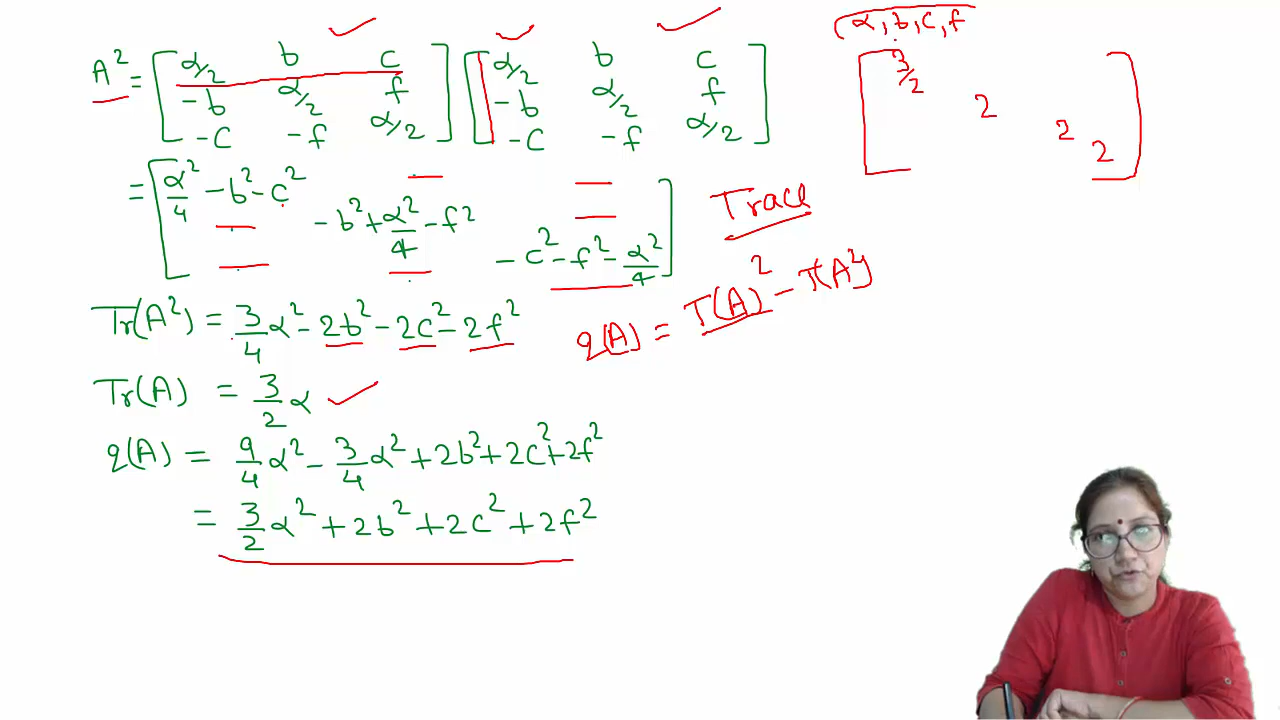 α, b, c, f
A² = [ α/2 b c ] [ α/2 b c ]
[ -b α/2 f ] [ -b α/2 f ]
[ -c -f α/2 ] [ -c -f α/2 ]
[ 3/2 2 2 2 ]
= [ α²/4 - b² - c²
- b² + α²/4 - f²
- c² - f² - α²/4 ]
Trace
Tr(A²) = 3/4 α² - 2b² - 2c² - 2f²
q(A) = T(A)² - T(A²)
Tr(A) = 3/2 α
q(A) = 9/4 α² - 3/4 α² + 2b² + 2c² + 2f²
= 3/2 α² + 2b² + 2c² + 2f²